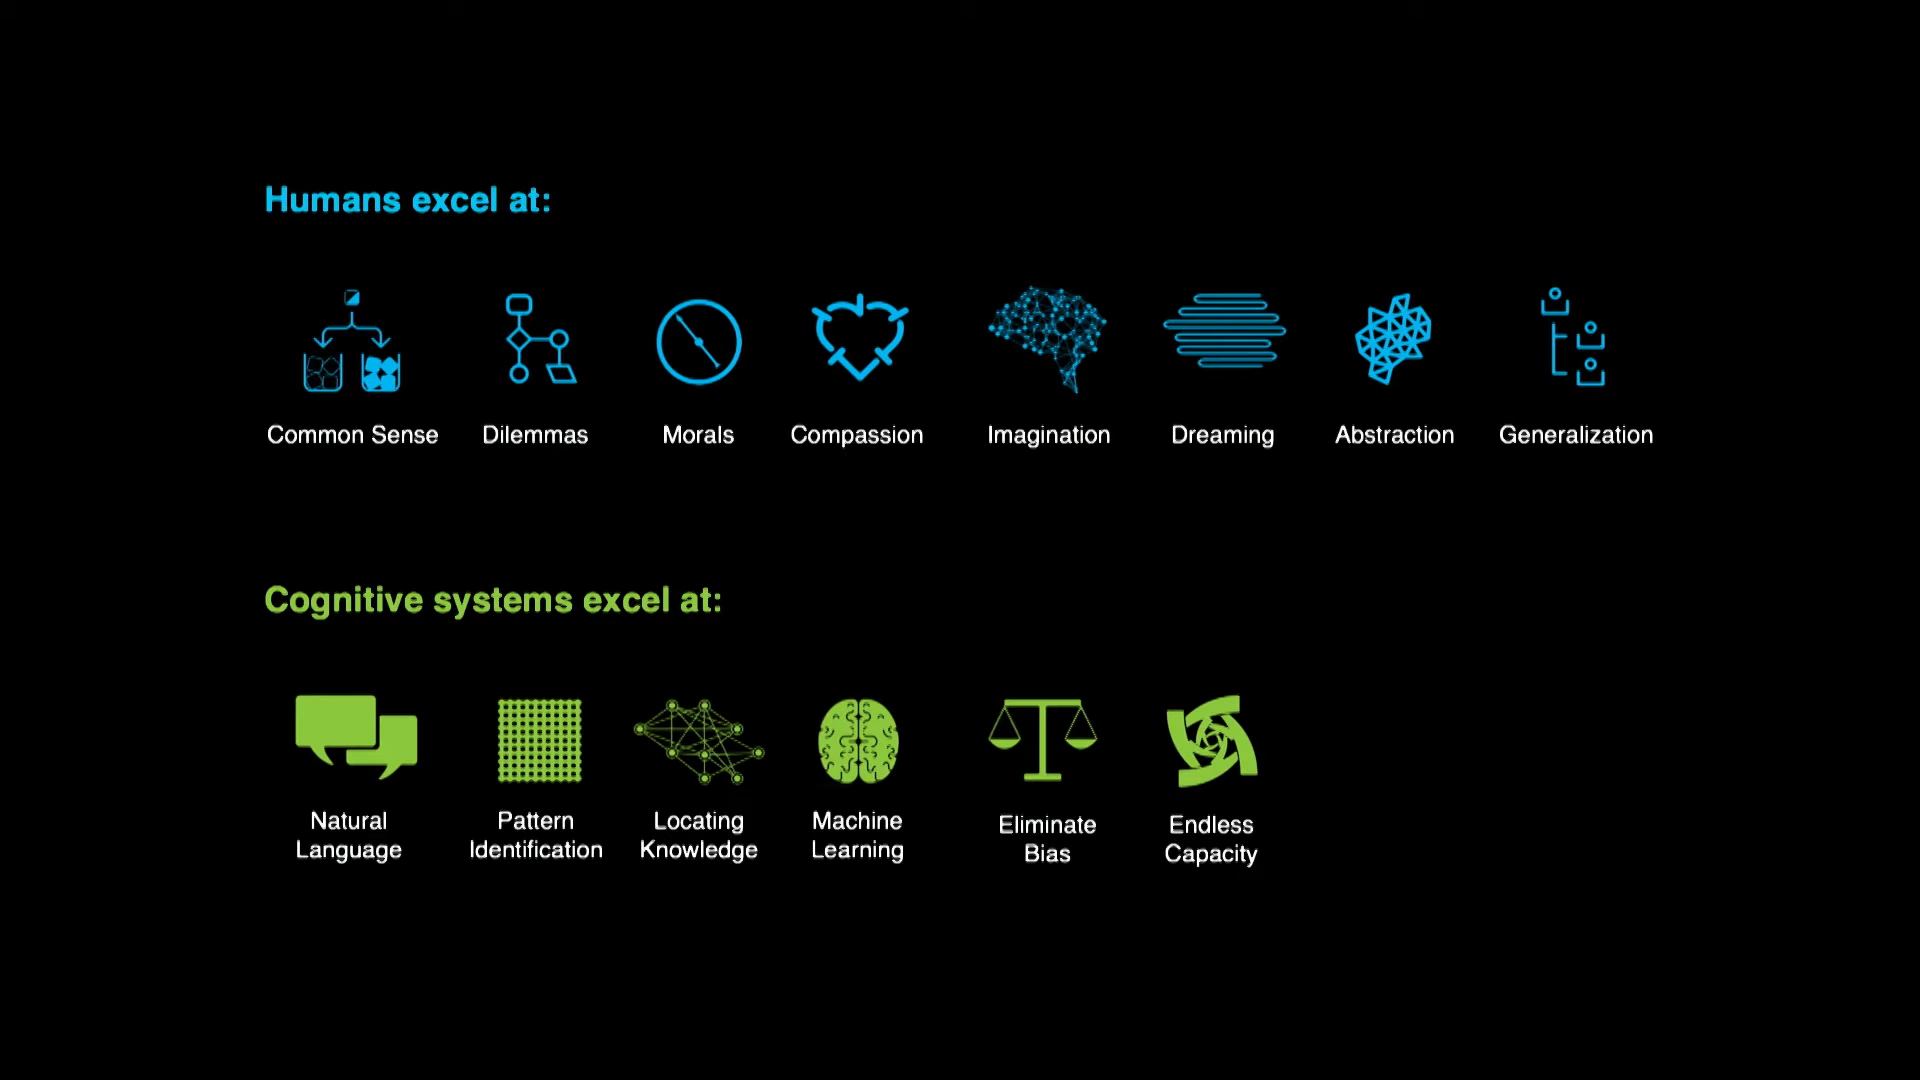 Humans excel at:
Common Sense
Dilemmas
Morals
Compassion
Imagination
Dreaming
Abstraction
Generalization
Cognitive systems excel at:
Natural
Language
Pattern
Identification
Locating
Knowledge
Machine
Learning
Eliminate
Bias
Endless
Capacity